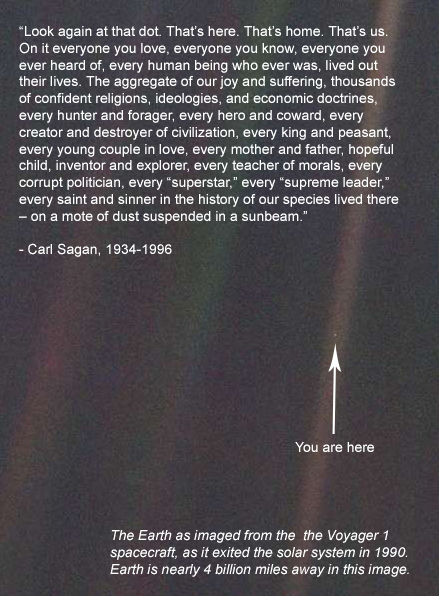 “Look again at that dot. That’s here. That’s home. That’s us.
On it everyone you love, everyone you know, everyone you
ever heard of, every human being who ever was, lived out
their lives. The aggregate of our joy and suffering, thousands
of confident religions, ideologies, and economic doctrines,
every hunter and forager, every hero and coward, every
creator and destroyer of civilization, every king and peasant,
every young couple in love, every mother and father, hopeful
child, inventor and explorer, every teacher of morals, every
corrupt politician, every “superstar,” every “supreme leader,”
every saint and sinner in the history of our species lived there
– on a mote of dust suspended in a sunbeam.”
- Carl Sagan, 1934-1996
You are here
The Earth as imaged from the the Voyager 1
spacecraft, as it exited the solar system in 1990.
Earth is nearly 4 billion miles away in this image.